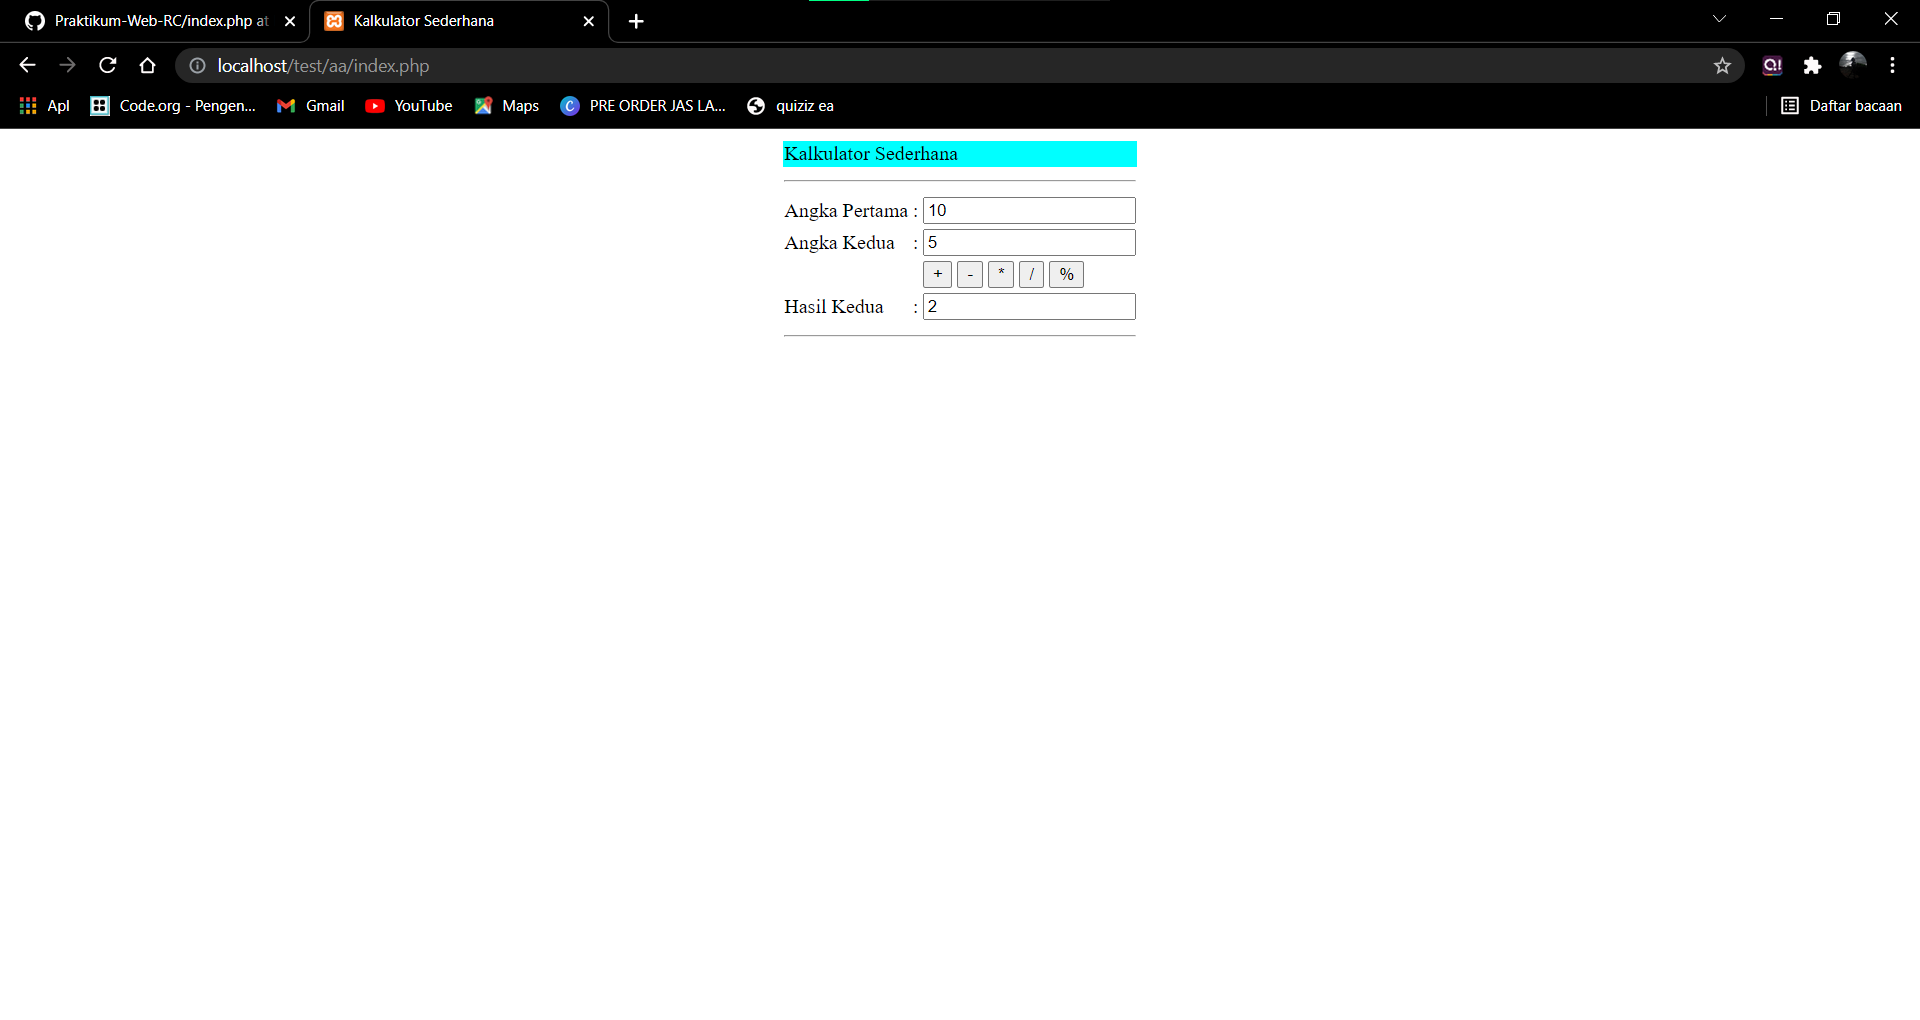 Praktikum-Web-RC/index.php at
Kalkulator Sederhana
localhost/test/aa/index.php
Apl
Code.org - Pengen...
Gmail
YouTube
Maps
PRE ORDER JAS LA...
quiziz ea
Daftar bacaan
Kalkulator Sederhana
Angka Pertama : 10
Angka Kedua : 5
+ - * / %
Hasil Kedua : 2